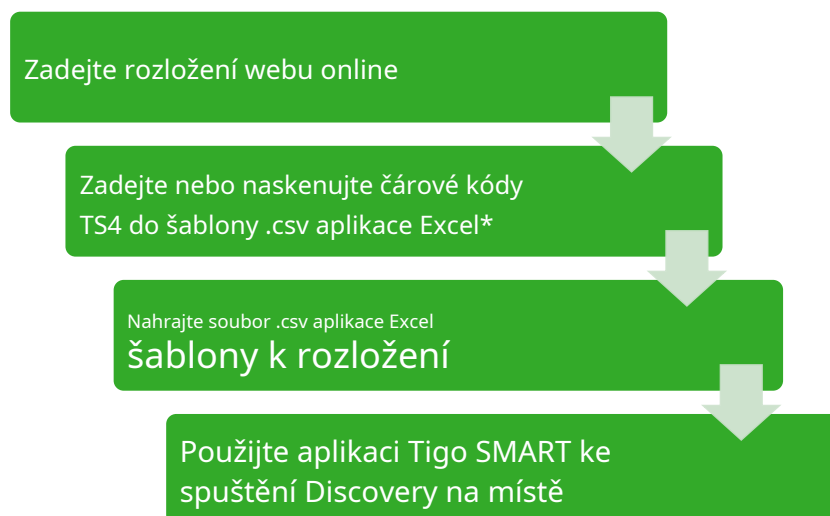 Zadejte rozložení webu online
Zadejte nebo naskenujte čárové kódy
TS4 do šablony .csv aplikace Excel*
Nahrajte soubor .csv aplikace Excel
šablony k rozložení
Použijte aplikaci Tigo SMART ke
spuštění Discovery na místě